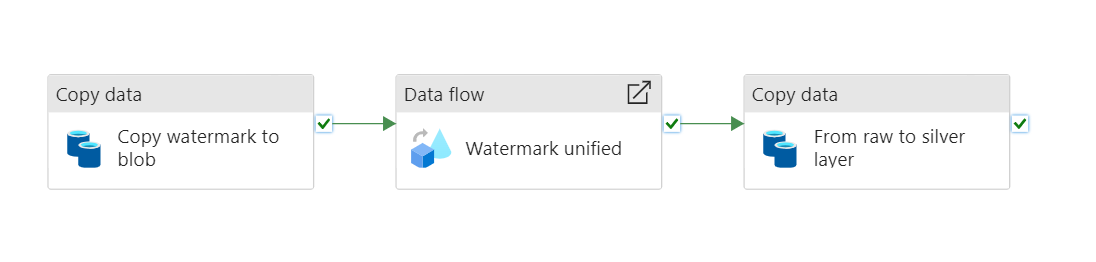 Copy data
Copy watermark to
blob
Data flow
Watermark unified
Copy data
From raw to silver
layer